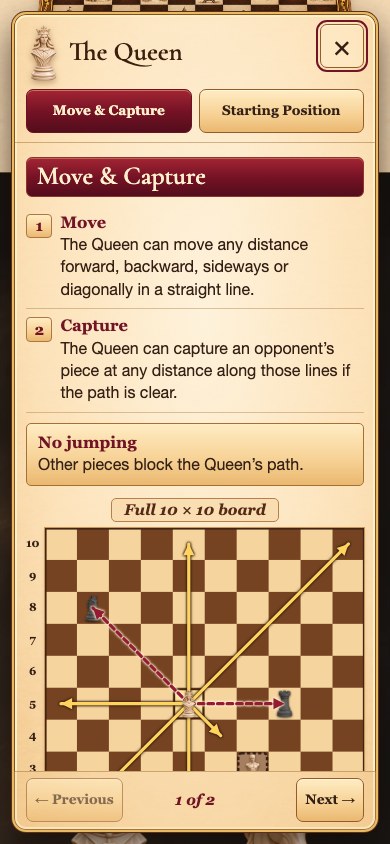 The Queen
×
Move & Capture
Starting Position
Move & Capture
1
Move
The Queen can move any distance
forward, backward, sideways or
diagonally in a straight line.
2
Capture
The Queen can capture an opponent’s
piece at any distance along those lines if
the path is clear.
No jumping
Other pieces block the Queen’s path.
Full 10 × 10 board
10
9
8
7
6
5
4
3
← Previous
1 of 2
Next →